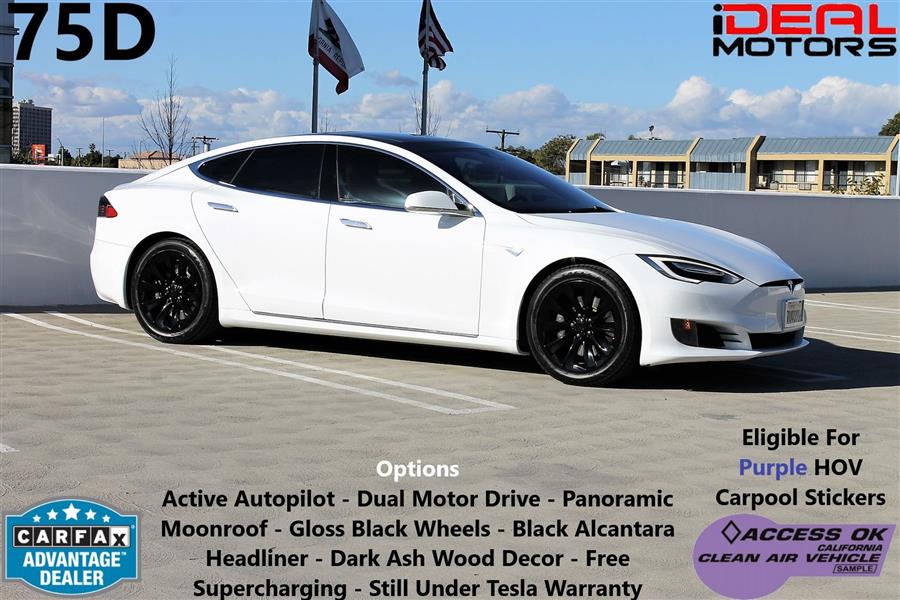 75D
iDEAL
MOTORS
Options
Active Autopilot - Dual Motor Drive - Panoramic
Moonroof - Gloss Black Wheels - Black Alcantara
Headliner - Dark Ash Wood Decor - Free
Supercharging - Still Under Tesla Warranty
Eligible For
Purple HOV
Carpool Stickers
CARFAX
ADVANTAGE™
DEALER
ACCESS OK
CALIFORNIA
CLEAN AIR VEHICLE
SAMPLE